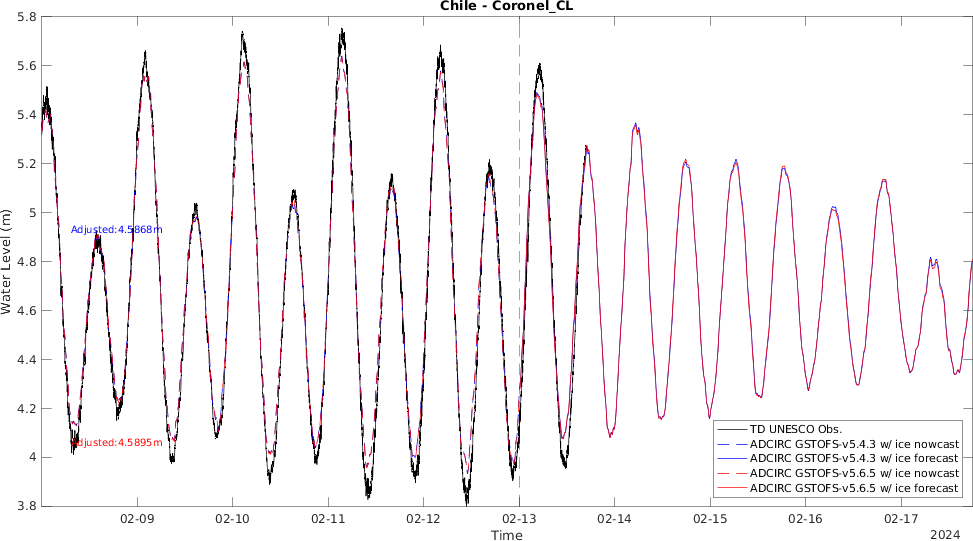 Chile - Coronel_CL
5.8
5.6
5.4
5.2
5
4.8
4.6
4.4
4.2
4
3.8
Water Level (m)
Adjusted:4.5868m
Adjusted:4.5895m
TD UNESCO Obs.
ADCIRC GSTOFS-v5.4.3 w/ ice nowcast
ADCIRC GSTOFS-v5.4.3 w/ ice forecast
ADCIRC GSTOFS-v5.6.5 w/ ice nowcast
ADCIRC GSTOFS-v5.6.5 w/ ice forecast
02-09 02-10 02-11 02-12 02-13 02-14 02-15 02-16 02-17
Time
2024